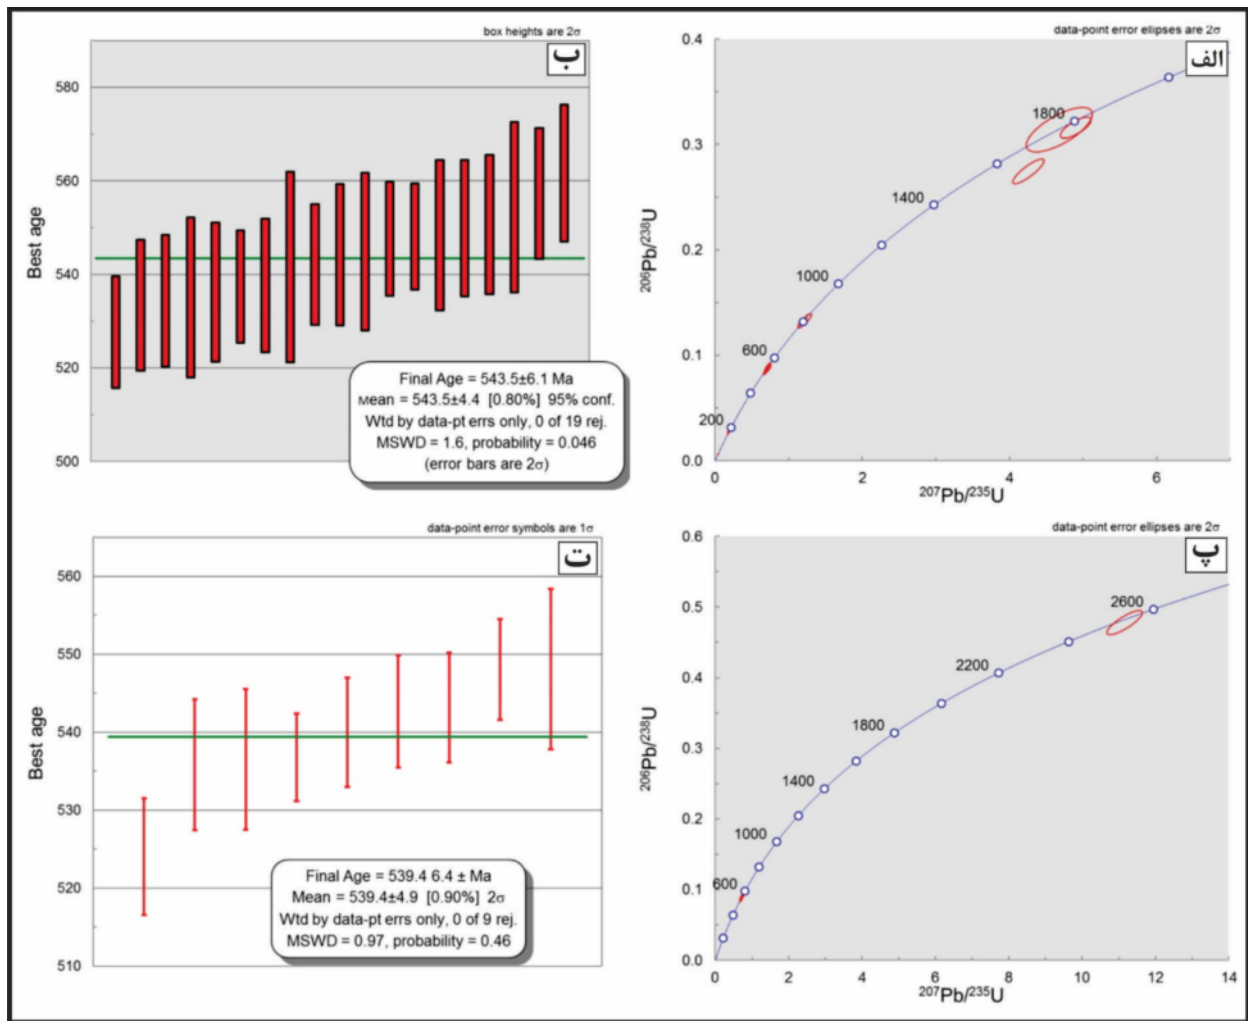 box heights are 2σ
ب
580
560
540
520
500
Best age
Final Age = 543.5±6.1 Ma
Mean = 543.5±4.4 [0.80%] 95% conf.
Wtd by data-pt errs only, 0 of 19 rej.
MSWD = 1.6, probability = 0.046
(error bars are 2σ)
data-point error ellipses are 2σ
الف
0.4
0.3
0.2
0.1
0.0
206Pb/238U
1800
1400
1000
600
200
2
4
6
207Pb/235U
data-point error symbols are 1σ
ت
560
550
540
530
520
510
Best age
Final Age = 539.4 6.4 ± Ma
Mean = 539.4±4.9 [0.90%] 2σ
Wtd by data-pt errs only, 0 of 9 rej.
MSWD = 0.97, probability = 0.46
data-point error ellipses are 2σ
پ
0.6
0.5
0.4
0.3
0.2
0.1
0.0
206Pb/238U
2600
2200
1800
1400
1000
600
0 2 4 6 8 10 12 14
207Pb/235U